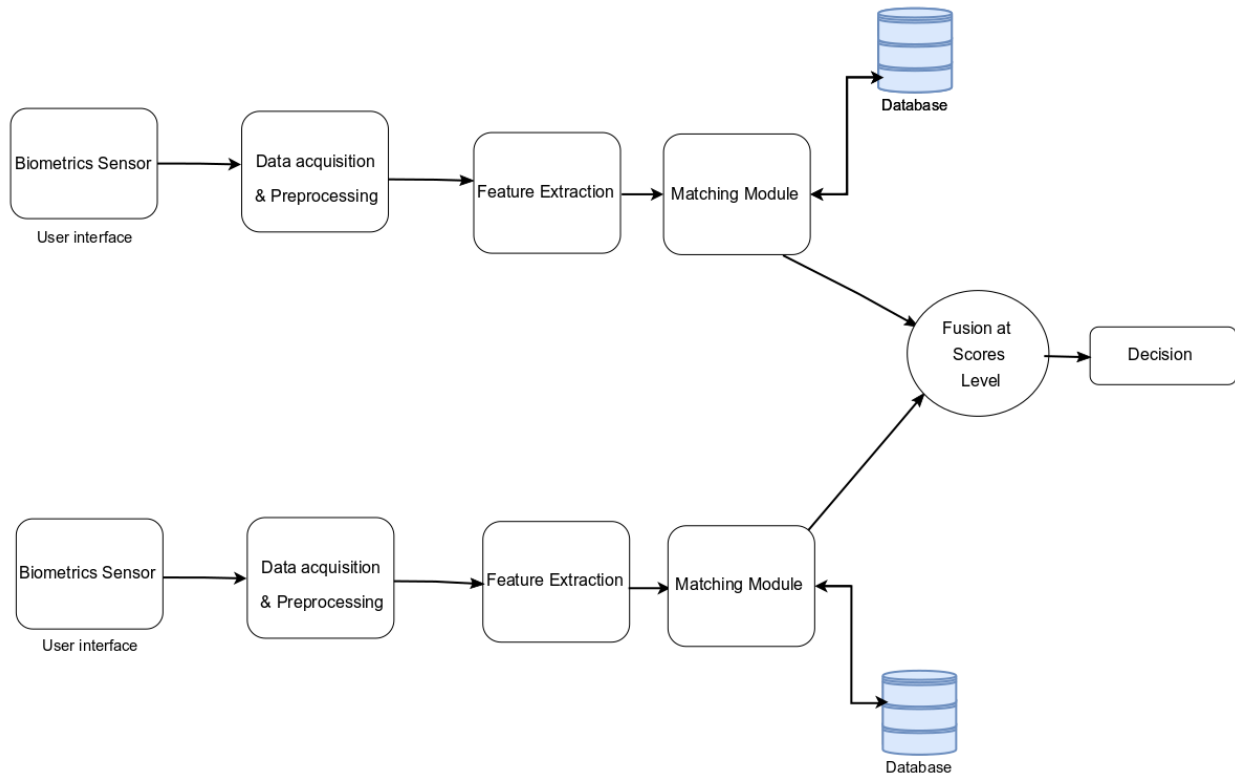 Database
Biometrics Sensor
User interface
Data acquisition
& Preprocessing
Feature Extraction
Matching Module
Fusion at
Scores
Level
Decision
Biometrics Sensor
User interface
Data acquisition
& Preprocessing
Feature Extraction
Matching Module
Database